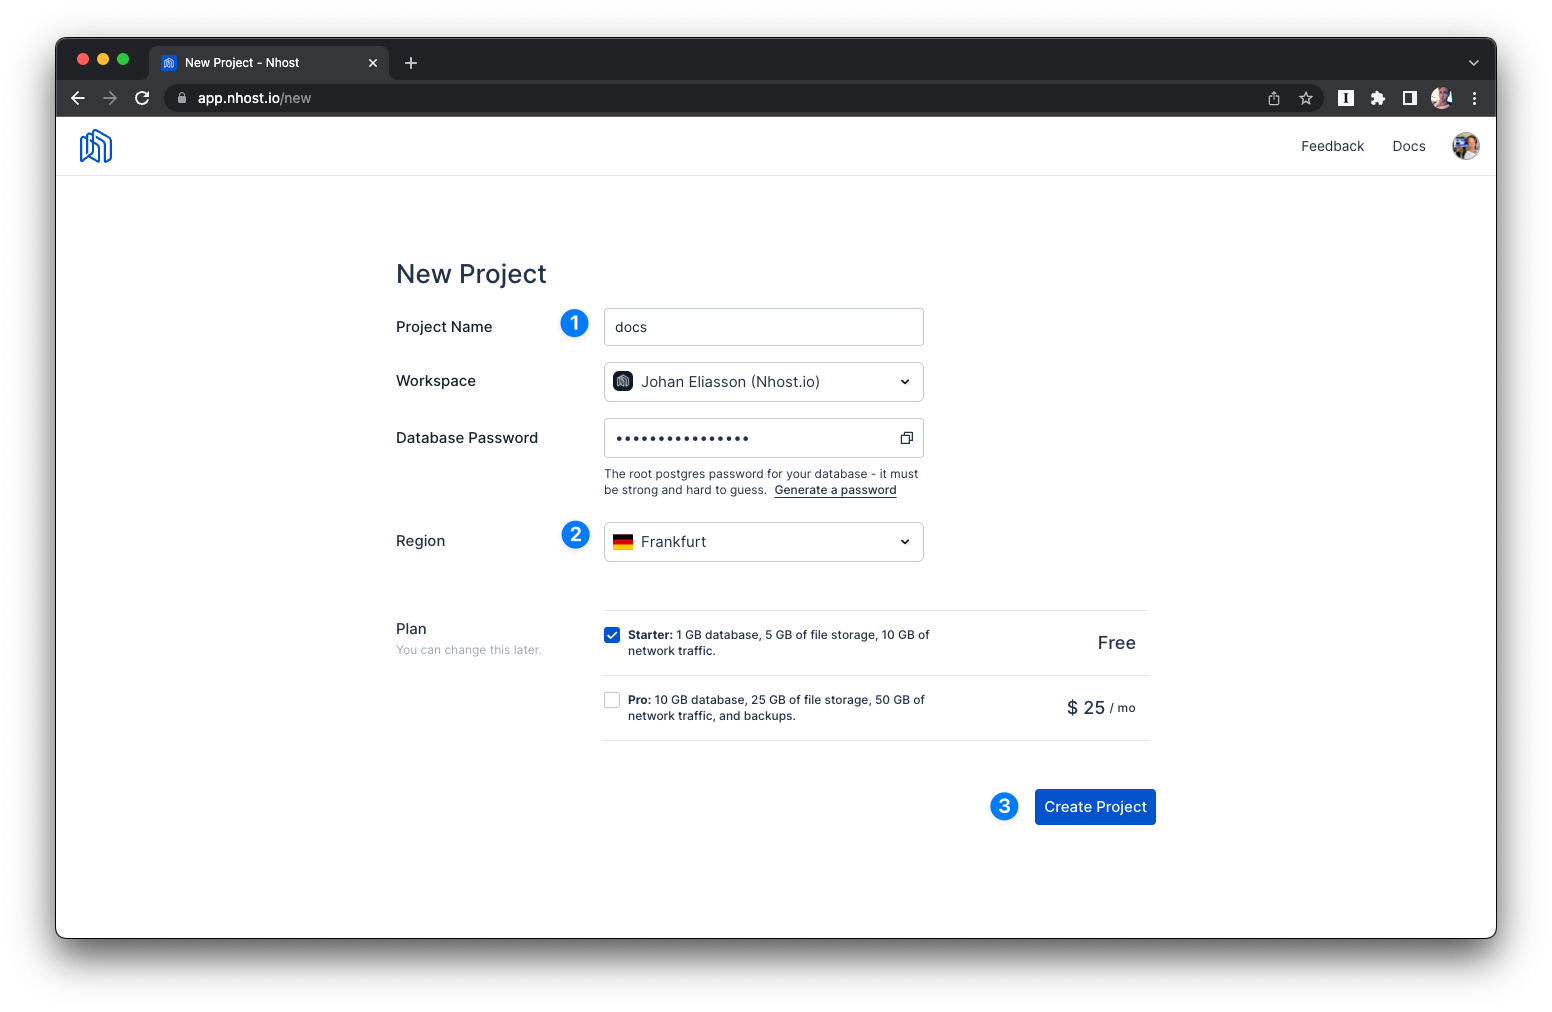 New Project - Nhost
app.nhost.io/new
Feedback
Docs
New Project
Project Name
1
docs
Workspace
Johan Eliasson (Nhost.io)
Database Password
••••••••••••••••
The root postgres password for your database - it must
be strong and hard to guess. Generate a password
Region
2
Frankfurt
Plan
You can change this later.
Starter: 1 GB database, 5 GB of file storage, 10 GB of
network traffic.
Free
Pro: 10 GB database, 25 GB of file storage, 50 GB of
network traffic, and backups.
$ 25 / mo
3
Create Project